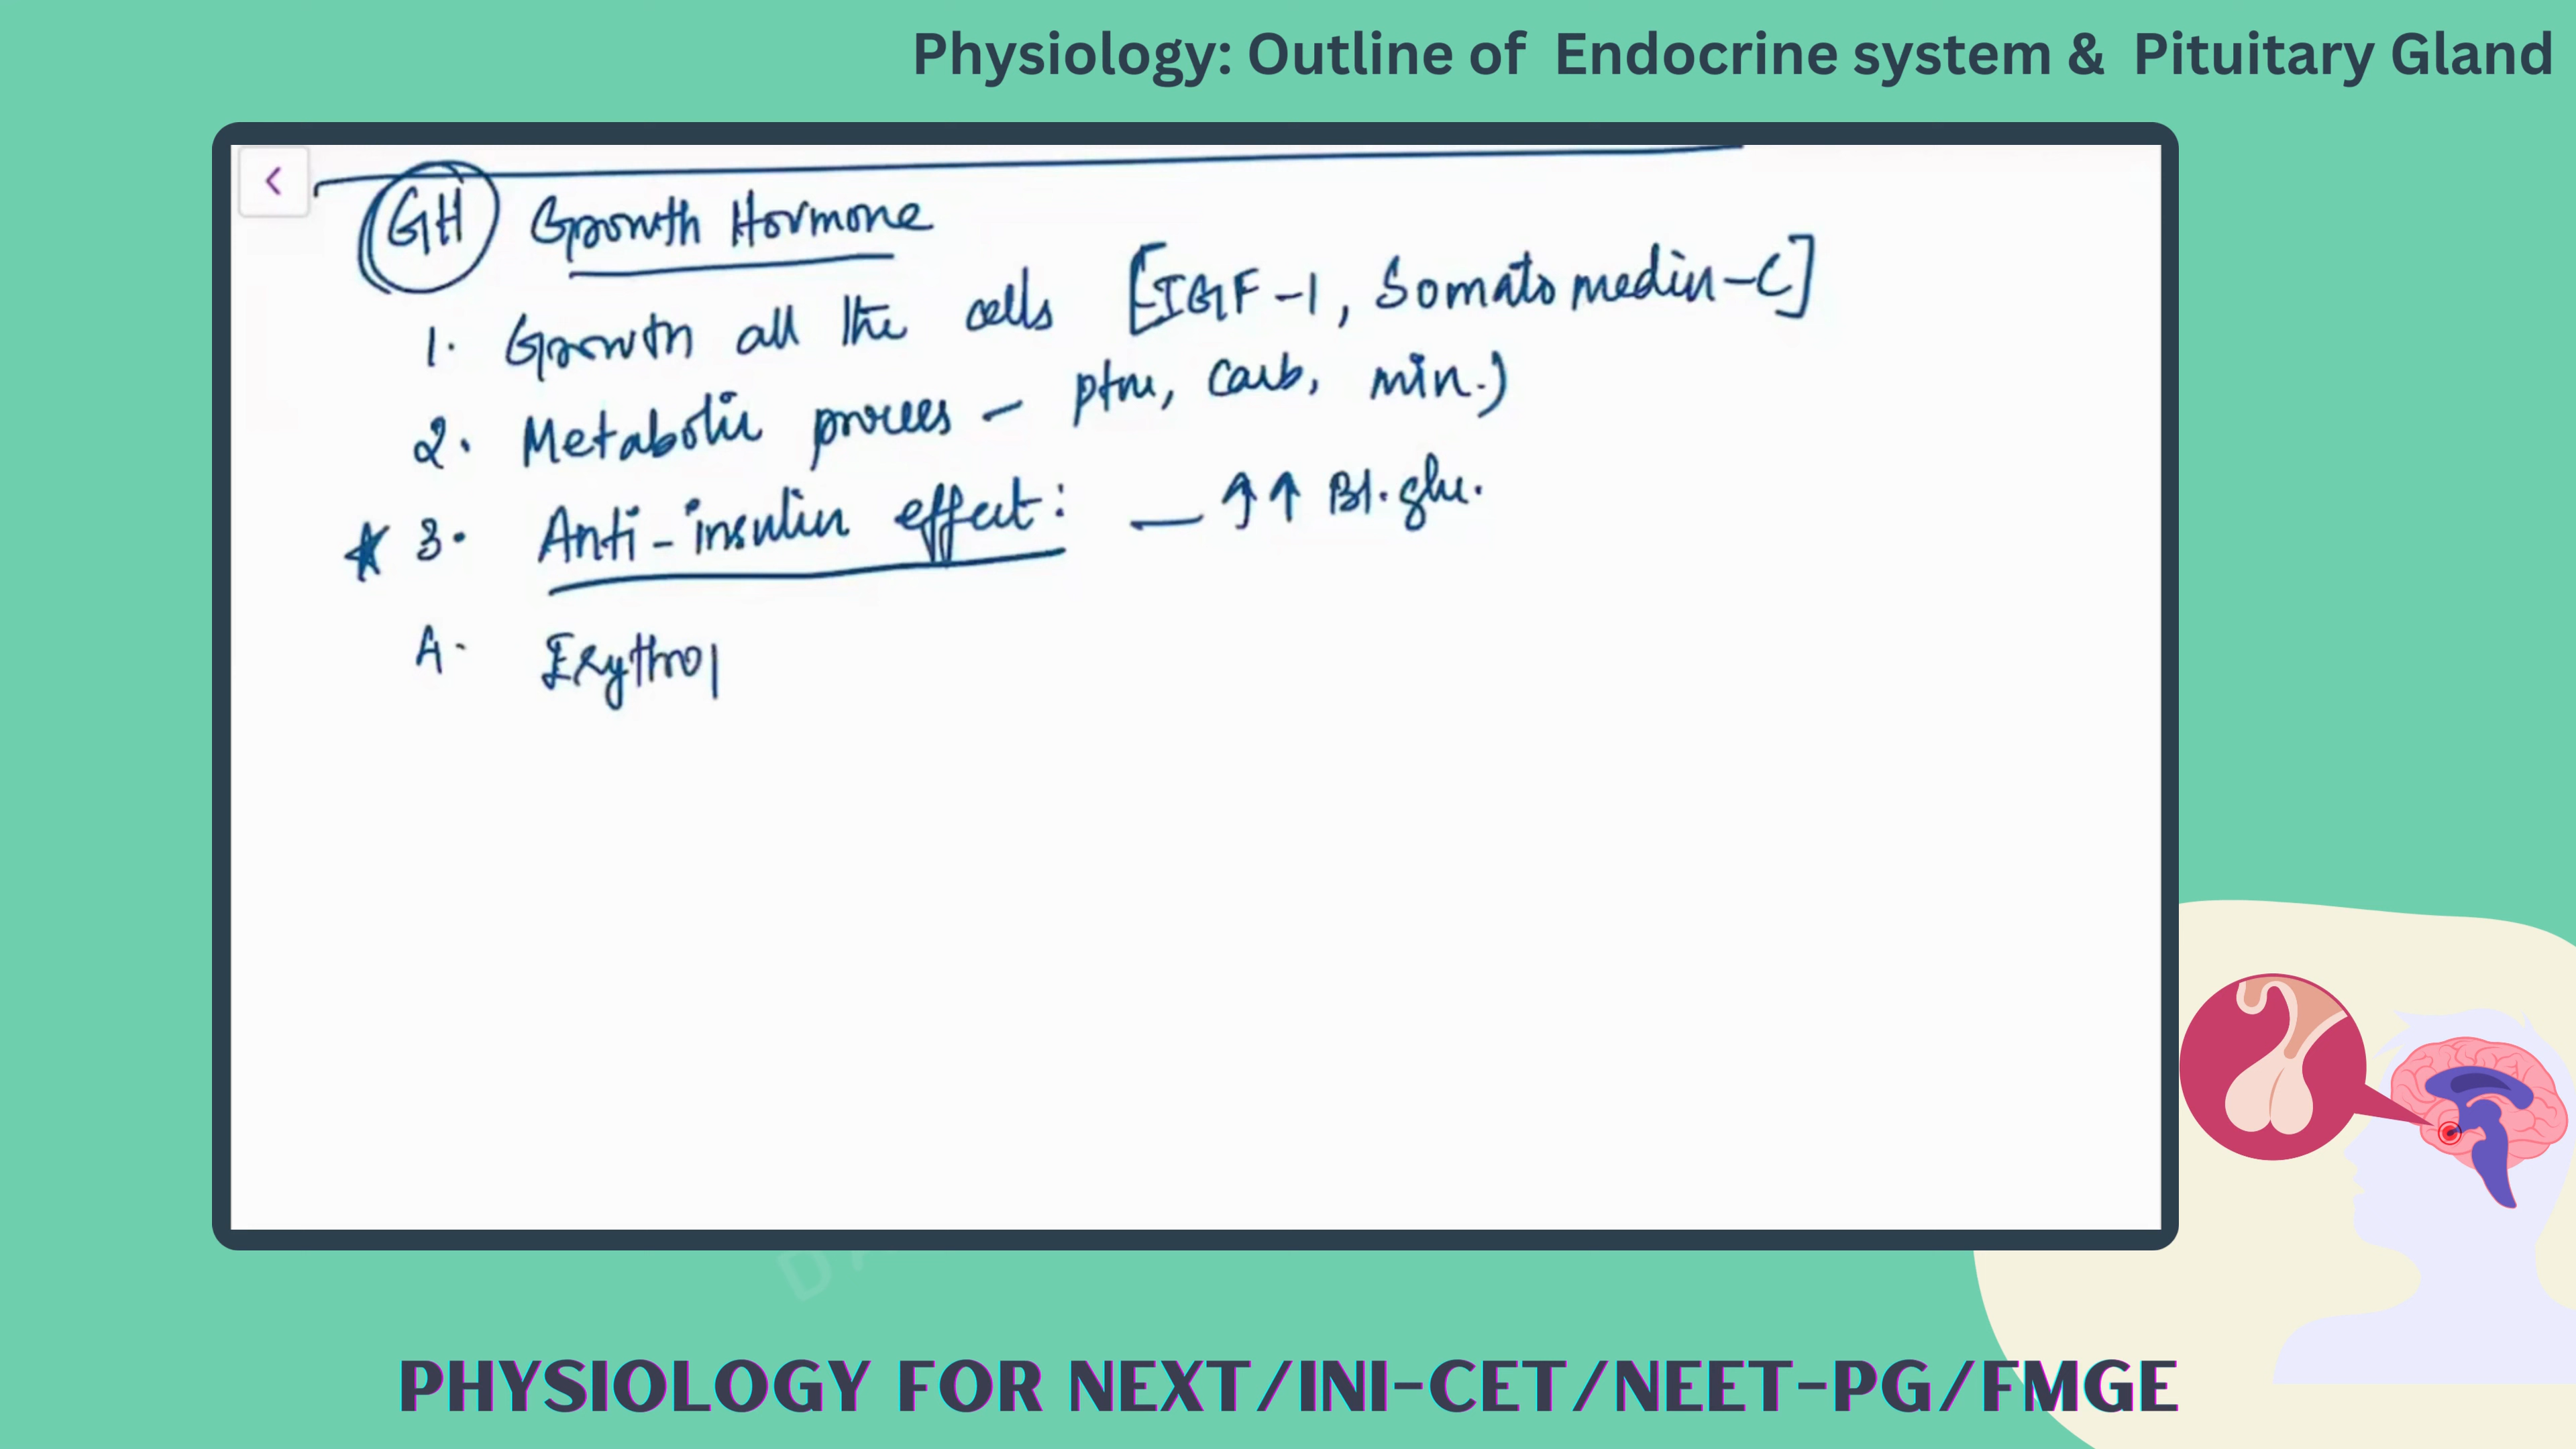 Physiology: Outline of Endocrine system & Pituitary Gland
GH Growth Hormone
1. Growth all the cells [IGF-1, Somatomedin-C]
2. Metabolic process - ptn, carb, min.)
3. Anti-insulin effect: — ↑↑ Bl. glu.
4. Erythrop
PHYSIOLOGY FOR NEXT/INI-CET/NEET-PG/FMGE